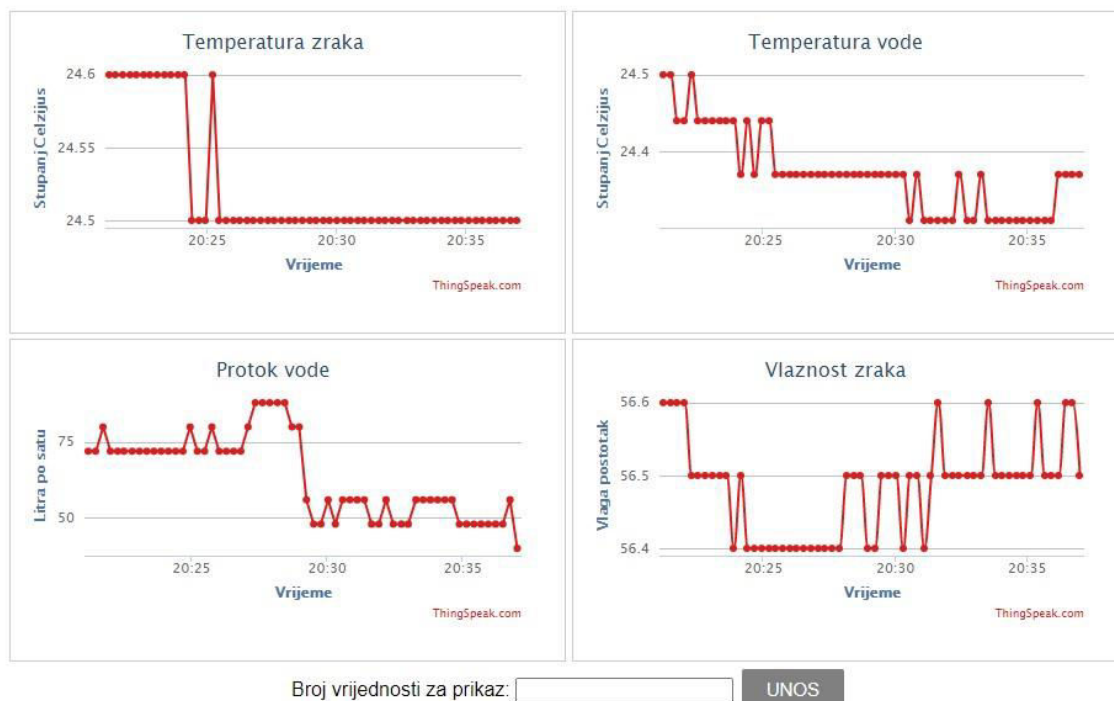 Temperatura zraka
Stupanj Celzijus
24.6
24.55
24.5
20:25 20:30 20:35
Vrijeme
ThingSpeak.com
Temperatura vode
Stupanj Celzijus
24.5
24.4
20:25 20:30 20:35
Vrijeme
ThingSpeak.com
Protok vode
Litra po satu
75
50
20:25 20:30 20:35
Vrijeme
ThingSpeak.com
Vlaznost zraka
Vlaga postotak
56.6
56.5
56.4
20:25 20:30 20:35
Vrijeme
ThingSpeak.com
Broj vrijednosti za prikaz: UNOS